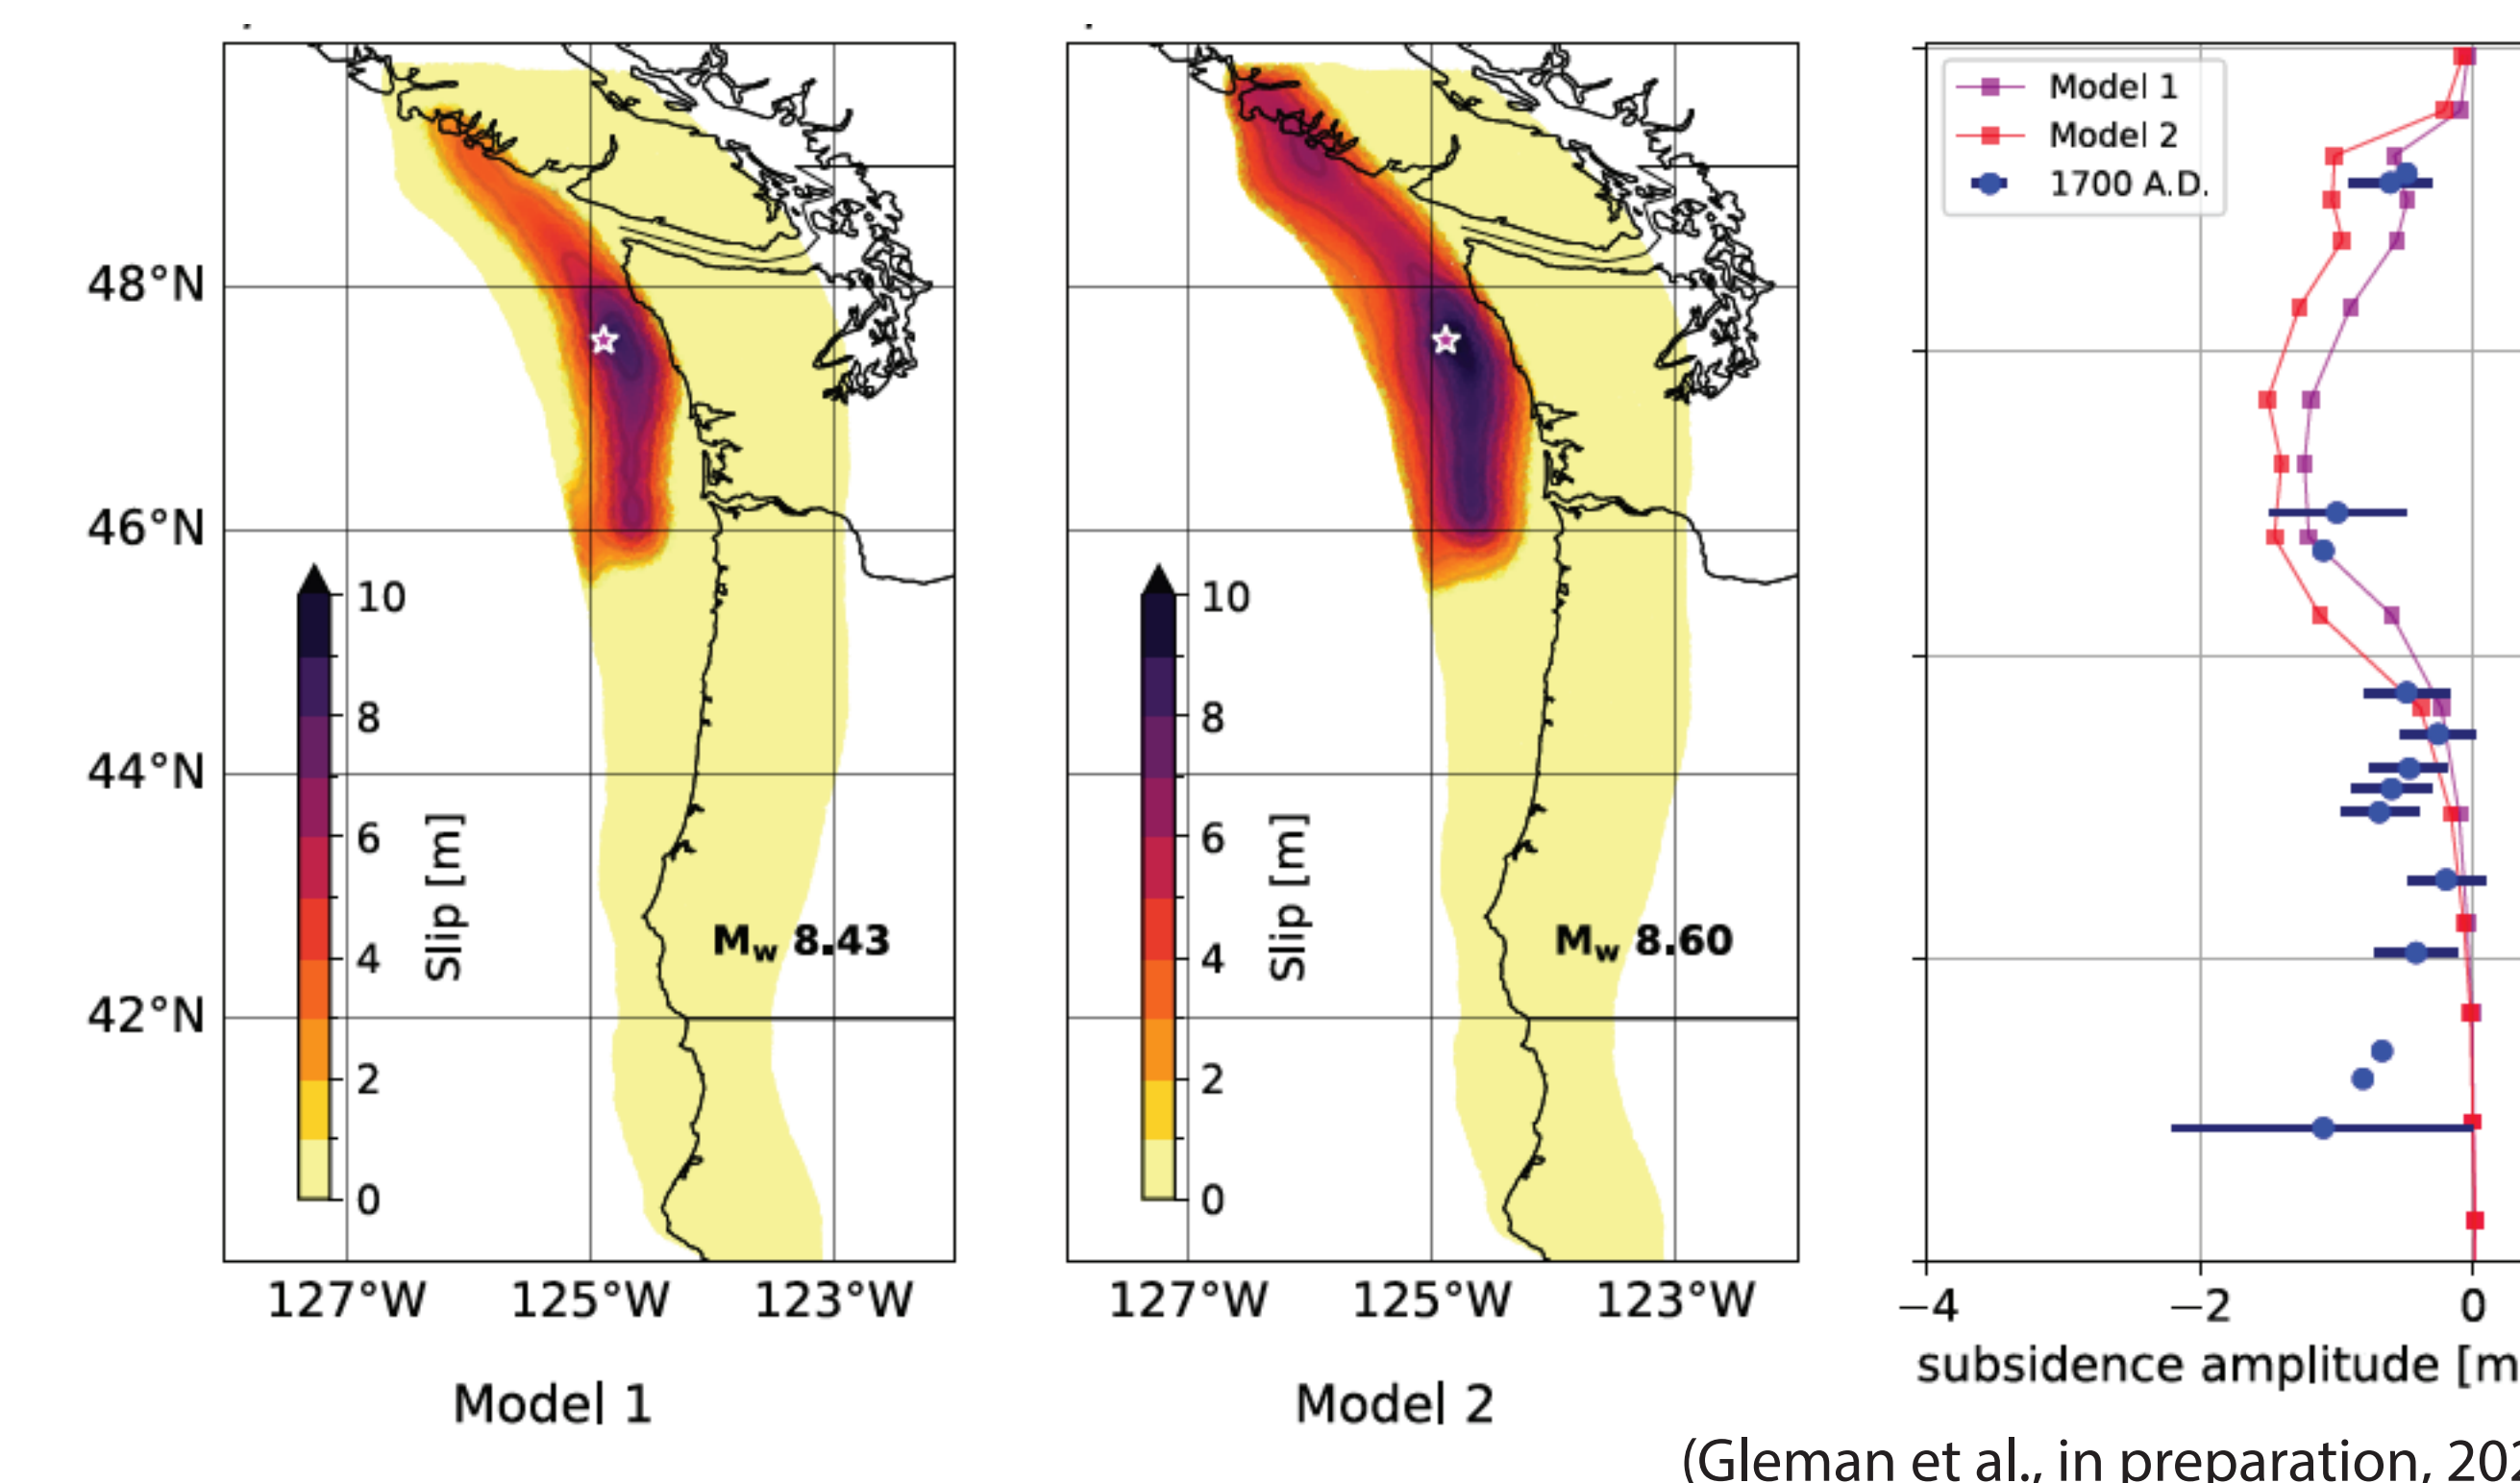 Model 1
Model 2
1700 A.D.
48°N
46°N
44°N
42°N
10
8
6
4
2
0
Slip [m]
Mw 8.43
10
8
6
4
2
0
Slip [m]
Mw 8.60
127°W 125°W 123°W
127°W 125°W 123°W
−4 −2 0
subsidence amplitude [m
Model 1
Model 2
(Gleman et al., in preparation, 202